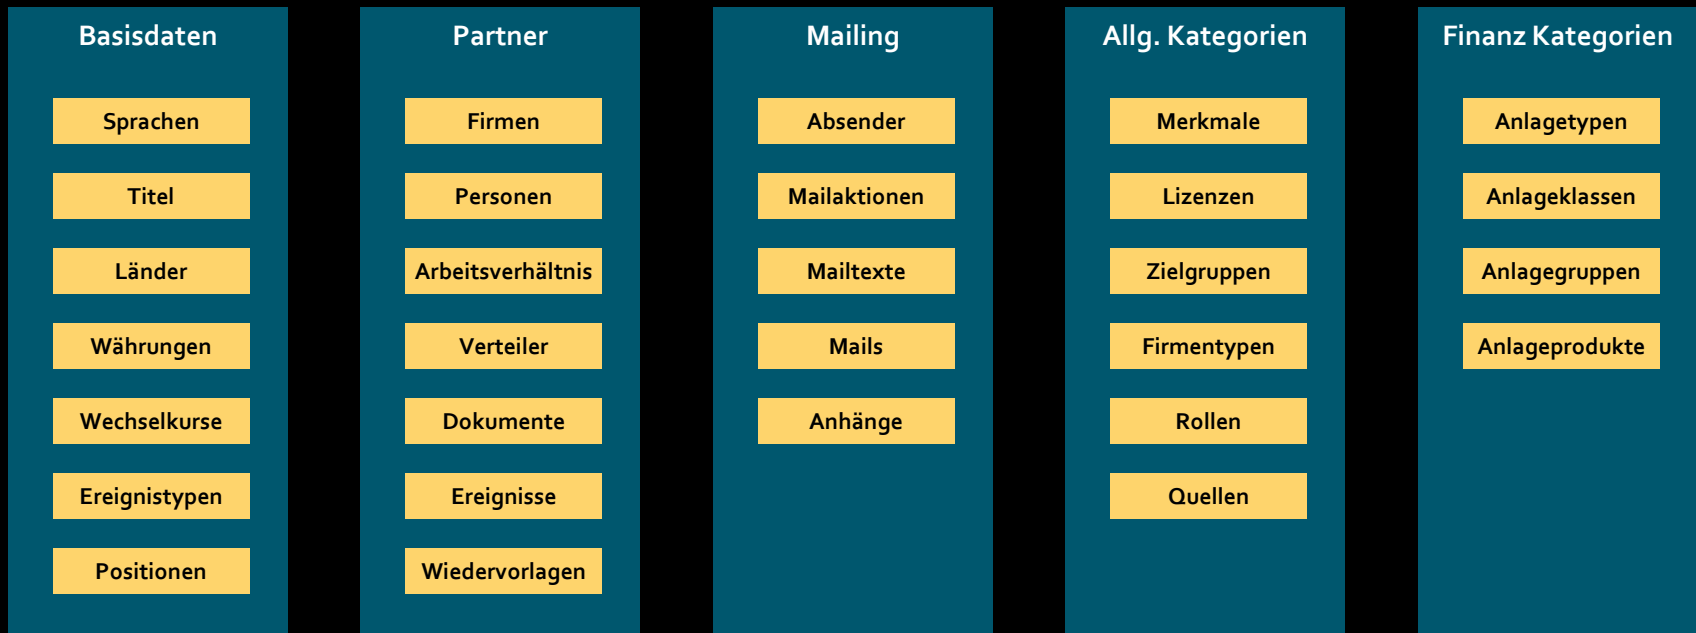 Basisdaten
Sprachen
Titel
Länder
Währungen
Wechselkurse
Ereignistypen
Positionen
Partner
Firmen
Personen
Arbeitsverhältnis
Verteiler
Dokumente
Ereignisse
Wiedervorlagen
Mailing
Absender
Mailaktionen
Mailtexte
Mails
Anhänge
Allg. Kategorien
Merkmale
Lizenzen
Zielgruppen
Firmentypen
Rollen
Quellen
Finanz Kategorien
Anlagetypen
Anlageklassen
Anlagegruppen
Anlageprodukte